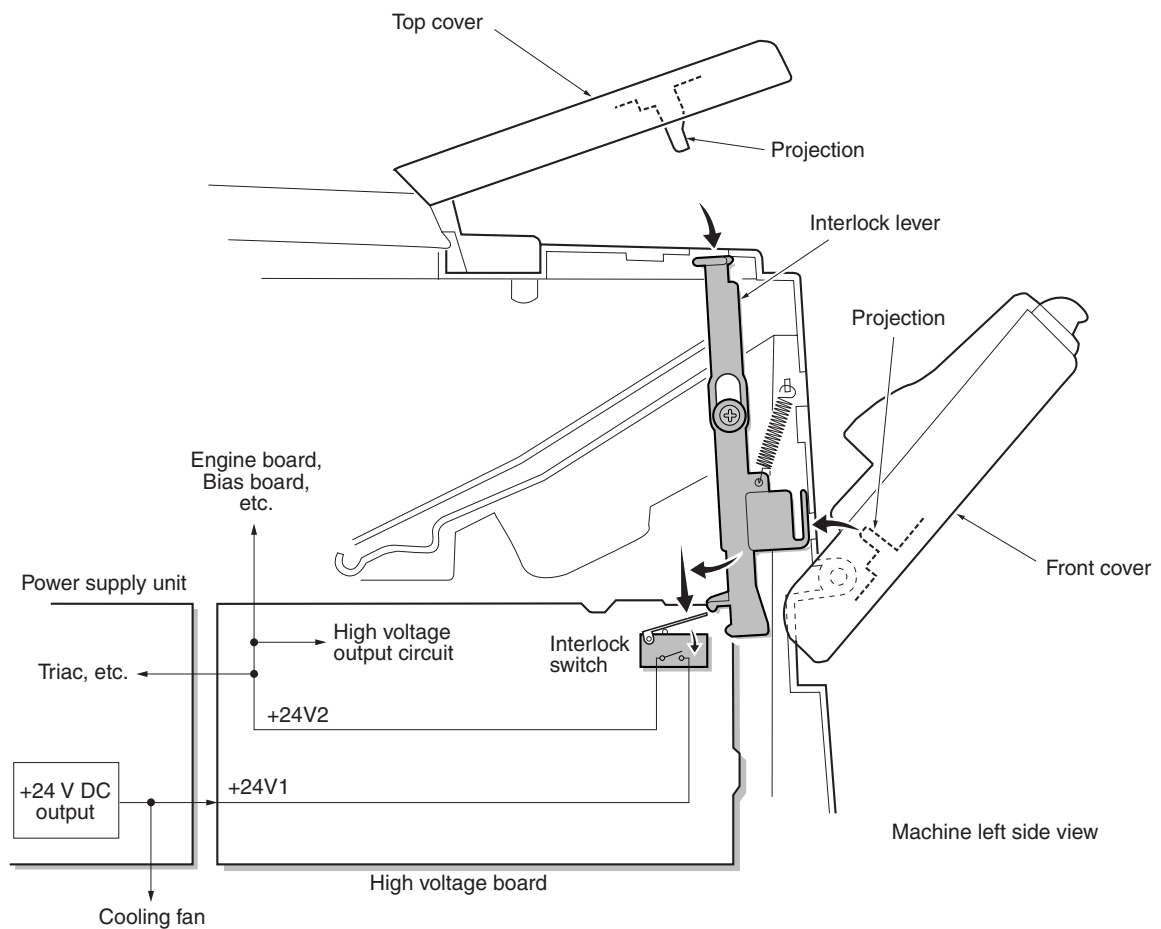 Top cover
Projection
Interlock lever
Projection
Engine board,
Bias board,
etc.
Front cover
Power supply unit
High voltage
output circuit
Interlock
switch
Triac, etc.
+24V2
+24V1
+24 V DC
output
Machine left side view
High voltage board
Cooling fan